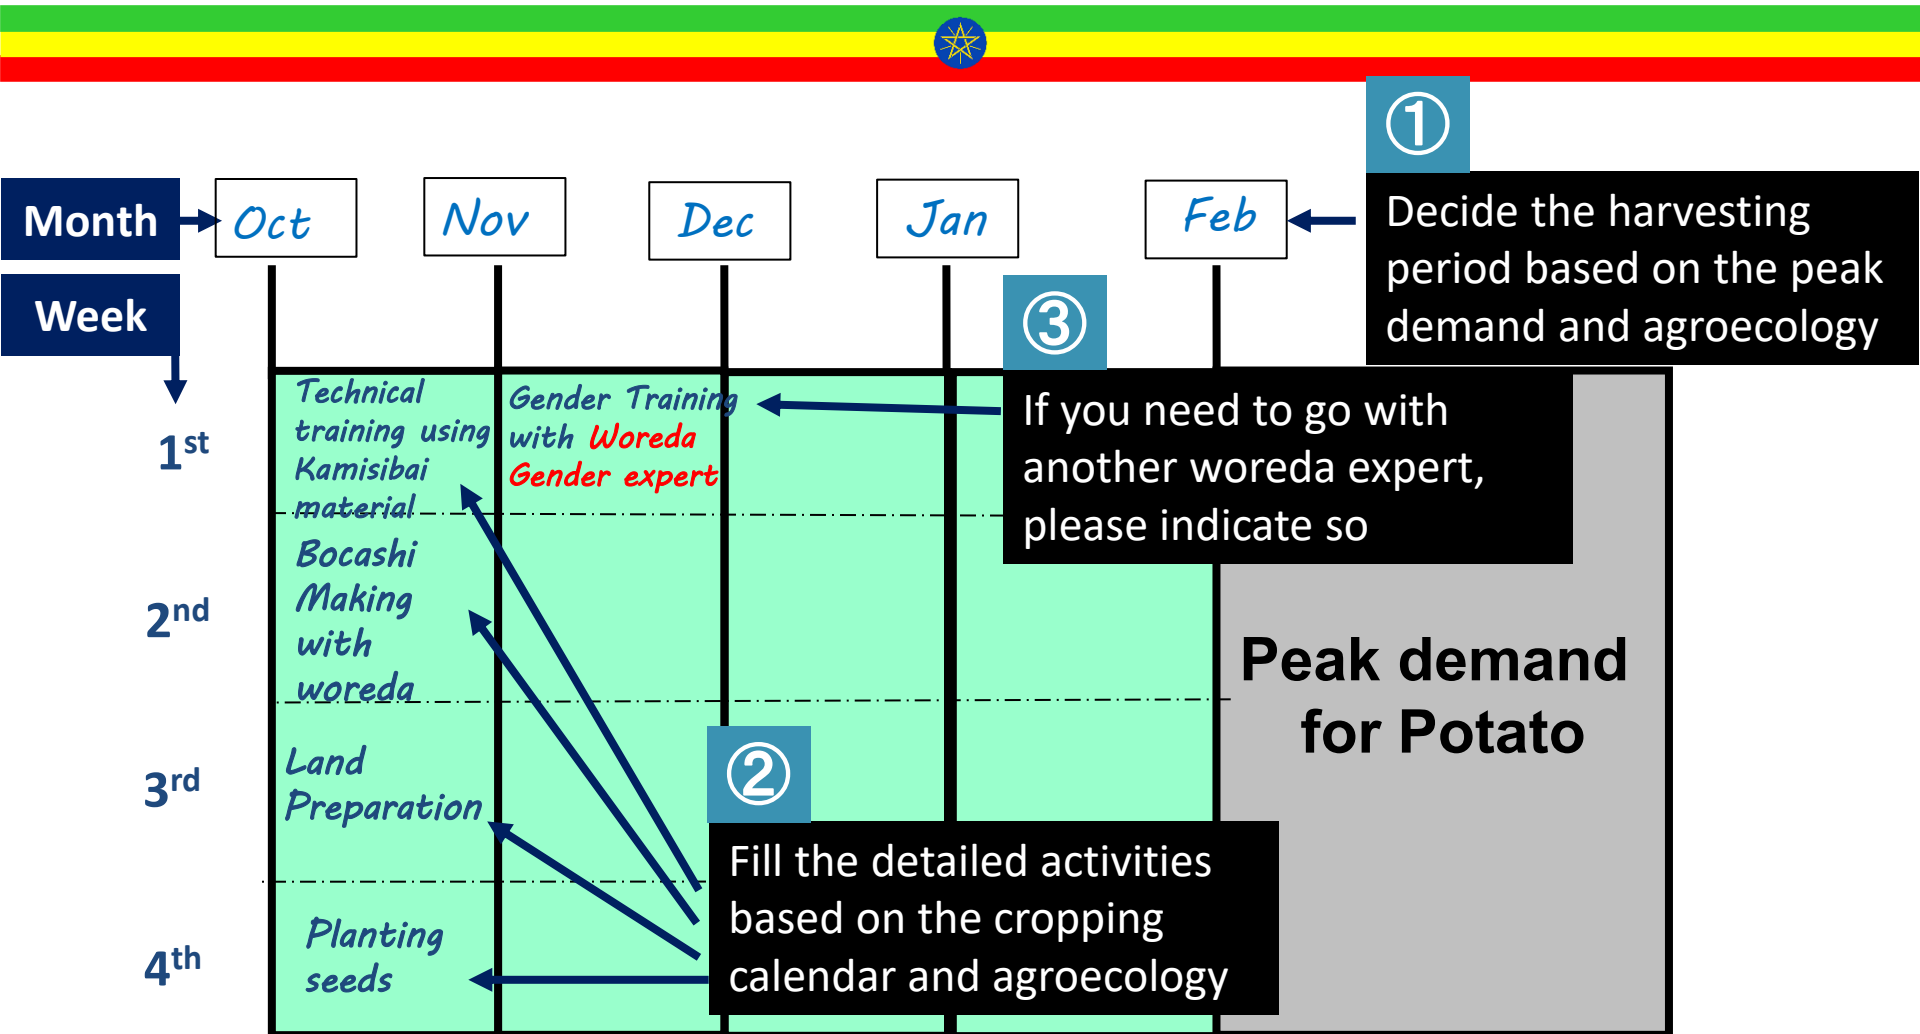 ①
Month
Oct
Nov
Dec
Jan
Feb
Decide the harvesting
period based on the peak
demand and agroecology
Week
③
If you need to go with
another woreda expert,
please indicate so
1st
Technical
training using
Kamisibai
material
Gender Training
with Woreda
Gender expert
2nd
Bocashi
Making
with
woreda
Peak demand
for Potato
3rd
Land
Preparation
②
Fill the detailed activities
based on the cropping
calendar and agroecology
4th
Planting
seeds